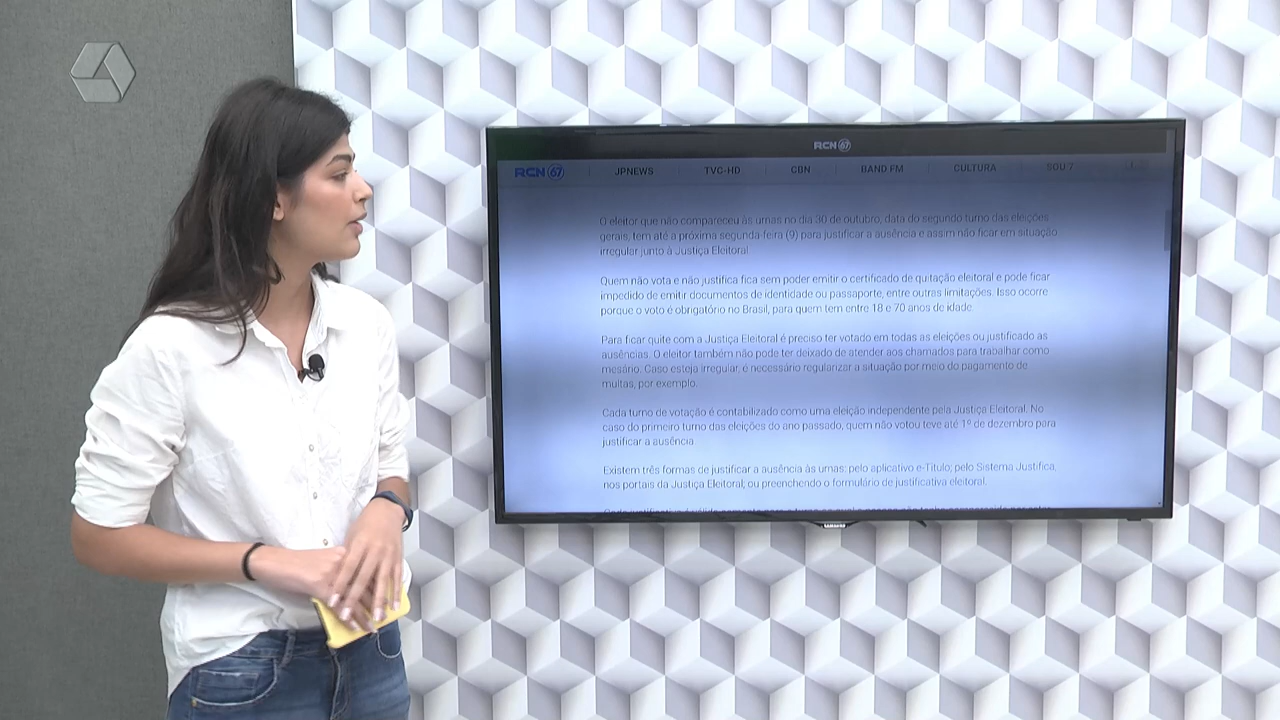 RCN 67
RCN 67 JPNEWS TVC-HD CBN BAND FM CULTURA SOU 7
O eleitor que não compareceu às urnas no dia 30 de outubro, data do segundo turno das eleições
gerais, tem até a próxima segunda-feira (9) para justificar a ausência e assim não ficar em situação
irregular junto à Justiça Eleitoral.
Quem não vota e não justifica fica sem poder emitir o certificado de quitação eleitoral e pode ficar
impedido de emitir documentos de identidade ou passaporte, entre outras limitações. Isso ocorre
porque o voto é obrigatório no Brasil, para quem tem entre 18 e 70 anos de idade.
Para ficar quite com a Justiça Eleitoral é preciso ter votado em todas as eleições ou justificado as
ausências. O eleitor também não pode ter deixado de atender aos chamados para trabalhar como
mesário. Caso esteja irregular, é necessário regularizar a situação por meio do pagamento de
multas, por exemplo.
Cada turno de votação é contabilizado como uma eleição independente pela Justiça Eleitoral. No
caso do primeiro turno das eleições do ano passado, quem não votou teve até 1º de dezembro para
justificar a ausência.
Existem três formas de justificar a ausência às urnas: pelo aplicativo e-Título; pelo Sistema Justifica,
nos portais da Justiça Eleitoral; ou preenchendo o formulário de justificativa eleitoral.
SAMSUNG